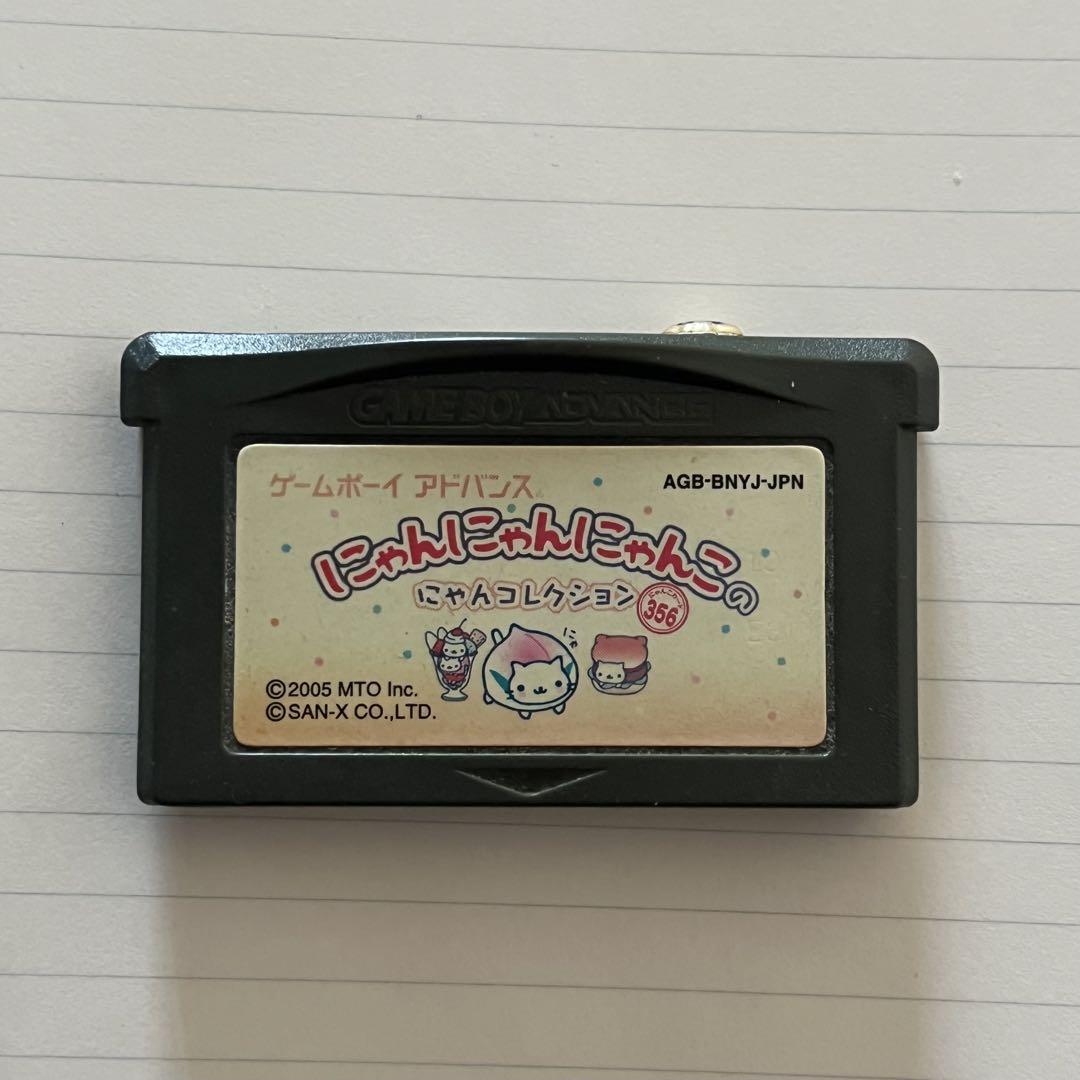 GAME BOY ADVANCE
ゲームボーイ アドバンス
AGB-BNYJ-JPN
にゃんにゃんにゃんこの
にゃんコレクション
356
にゃ
©2005 MTO Inc.
©SAN-X CO.,LTD.